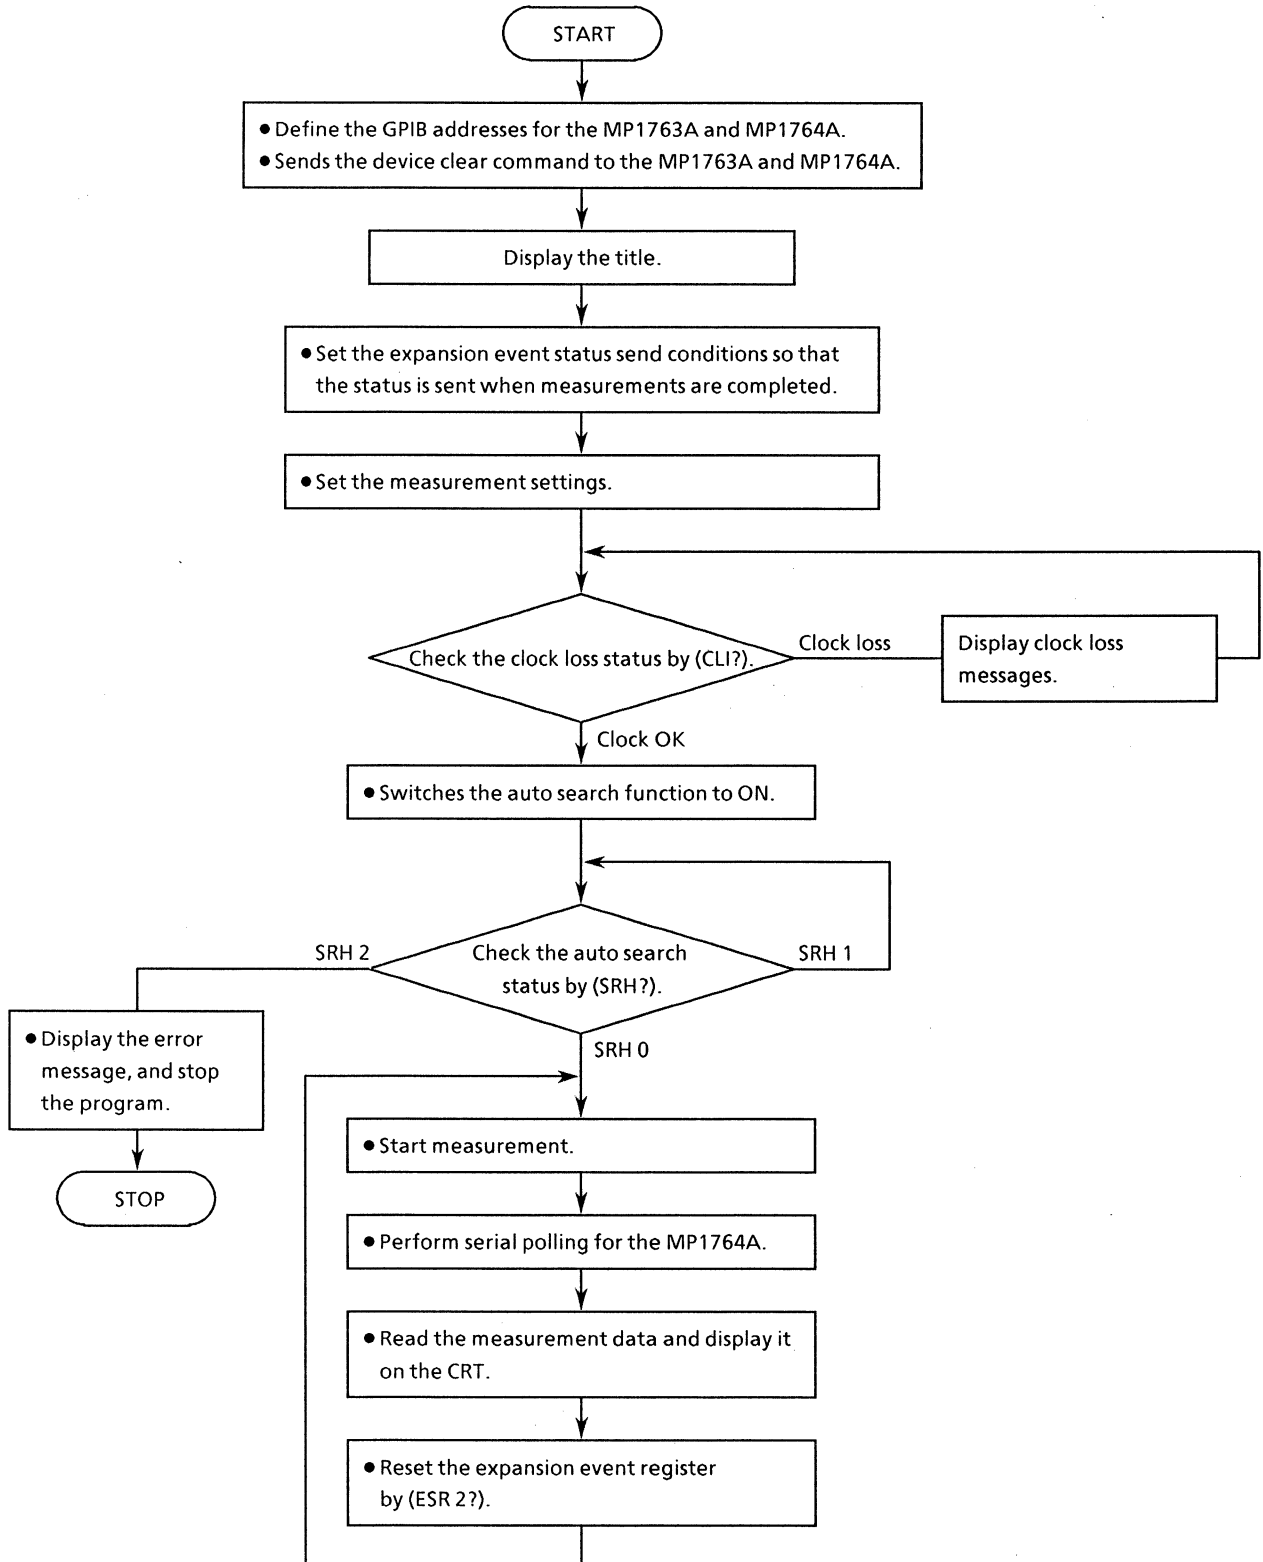 START
● Define the GPIB addresses for the MP1763A and MP1764A.
● Sends the device clear command to the MP1763A and MP1764A.
Display the title.
● Set the expansion event status send conditions so that
the status is sent when measurements are completed.
● Set the measurement settings.
Check the clock loss status by (CLI?).
Clock loss
Display clock loss
messages.
Clock OK
● Switches the auto search function to ON.
SRH 2
Check the auto search
status by (SRH?).
SRH 1
● Display the error
message, and stop
the program.
STOP
SRH 0
● Start measurement.
● Perform serial polling for the MP1764A.
● Read the measurement data and display it
on the CRT.
● Reset the expansion event register
by (ESR 2?).